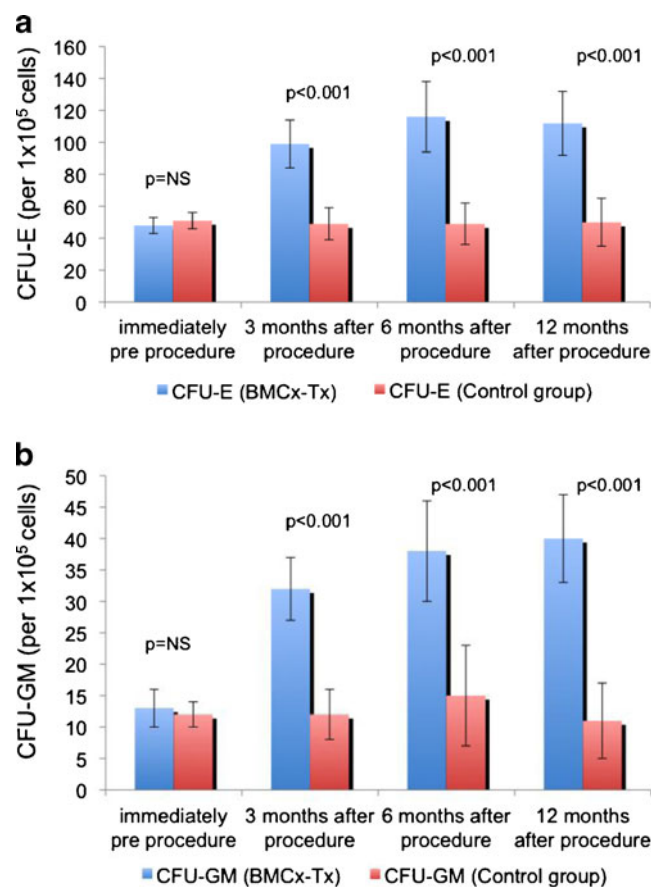 a
160
140
120
100
80
60
40
20
0
CFU-E (per 1x10⁵ cells)
p=NS
p<0.001
p<0.001
p<0.001
immediately pre procedure
3 months after procedure
6 months after procedure
12 months after procedure
CFU-E (BMCx-Tx) CFU-E (Control group)
b
50
45
40
35
30
25
20
15
10
5
0
CFU-GM (per 1x10⁵ cells)
p=NS
p<0.001
p<0.001
p<0.001
immediately pre procedure
3 months after procedure
6 months after procedure
12 months after procedure
CFU-GM (BMCx-Tx) CFU-GM (Control group)